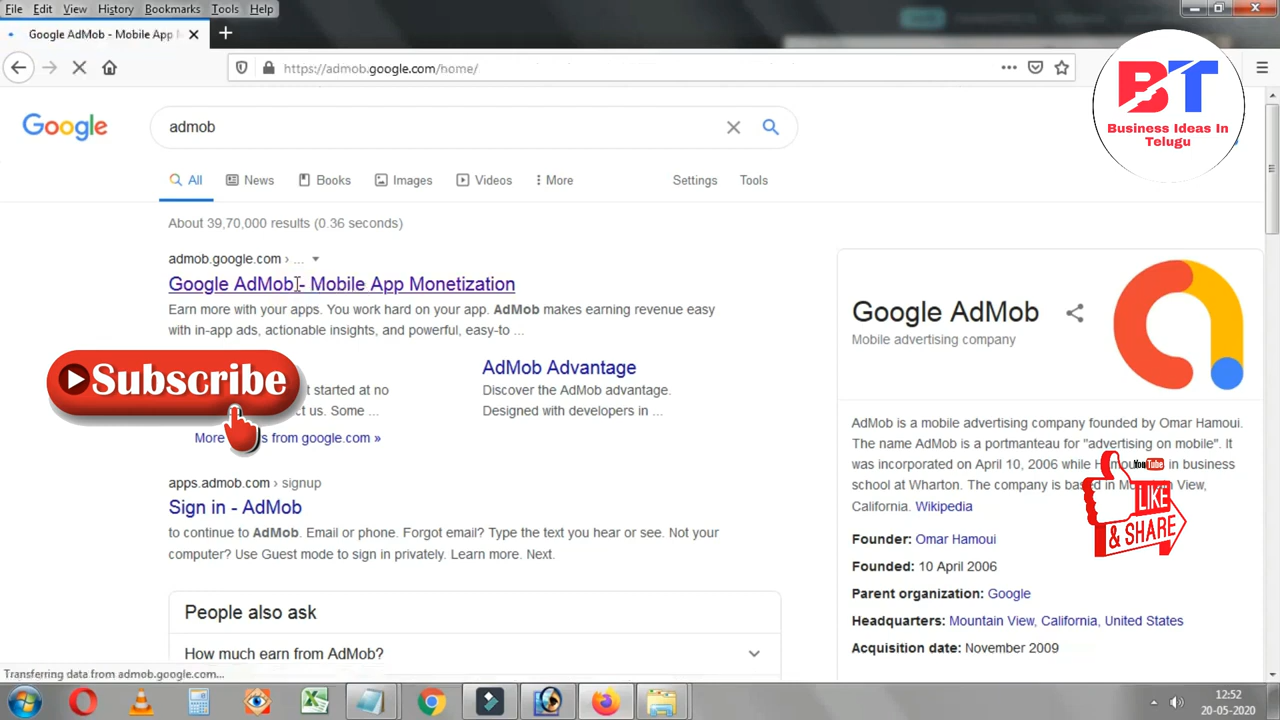 File Edit View History Bookmarks Tools Help
Google AdMob - Mobile App M
https://admob.google.com/home/
BT
Business Ideas In
Telugu
Google
admob
All News Books Images Videos More Settings Tools
About 39,70,000 results (0.36 seconds)
admob.google.com › ...
Google AdMob - Mobile App Monetization
Earn more with your apps. You work hard on your app. AdMob makes earning revenue easy
with in-app ads, actionable insights, and powerful, easy-to ...
Subscribe
t started at no
ct us. Some ...
More s from google.com »
AdMob Advantage
Discover the AdMob advantage.
Designed with developers in ...
apps.admob.com › signup
Sign in - AdMob
to continue to AdMob. Email or phone. Forgot email? Type the text you hear or see. Not your
computer? Use Guest mode to sign in privately. Learn more. Next.
People also ask
How much earn from AdMob?
Google AdMob
Mobile advertising company
AdMob is a mobile advertising company founded by Omar Hamoui.
The name AdMob is a portmanteau for "advertising on mobile". It
was incorporated on April 10, 2006 while Hamoui in business
school at Wharton. The company is based in Mountain View,
California. Wikipedia
YouTube
LIKE
& SHARE
Founder: Omar Hamoui
Founded: 10 April 2006
Parent organization: Google
Headquarters: Mountain View, California, United States
Acquisition date: November 2009
Transferring data from admob.google.com...
12:52
20-05-2020